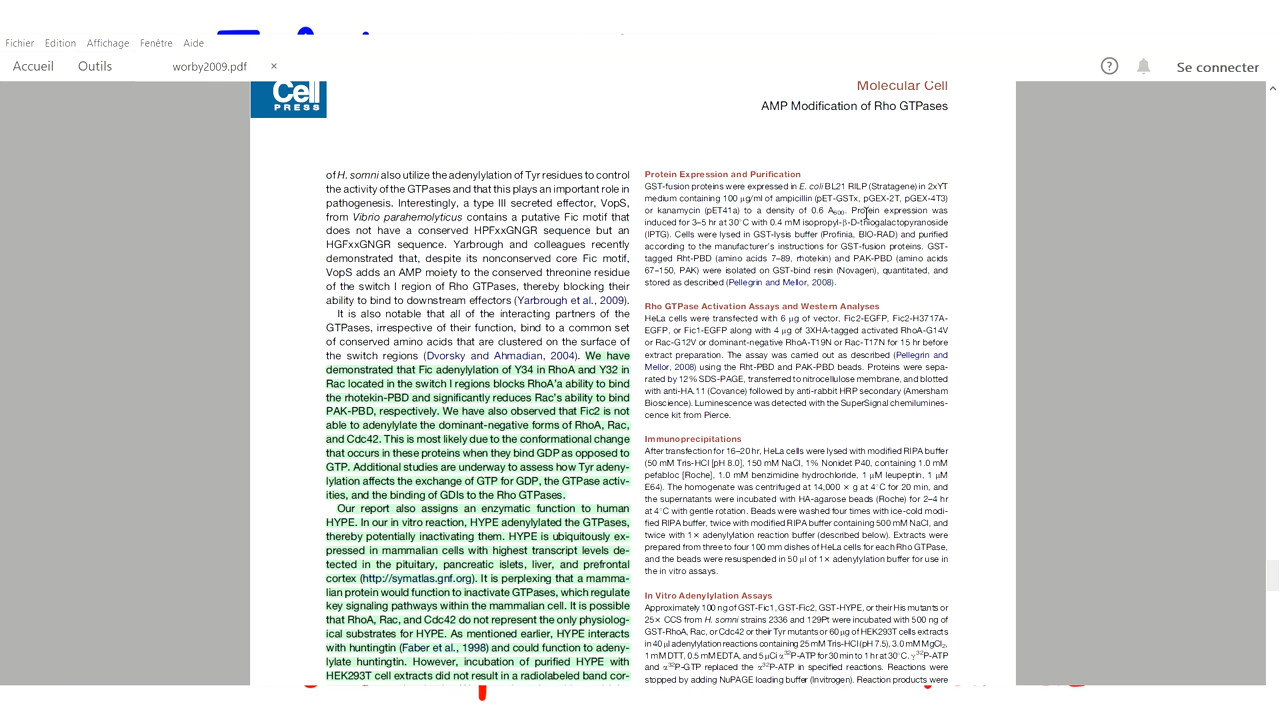 Fichier Edition Affichage Fenêtre Aide
Accueil Outils worby2009.pdf × ? Se connecter
Cell
PRESS
Molecular Cell
AMP Modification of Rho GTPases
of H. somni also utilize the adenylylation of Tyr residues to control
the activity of the GTPases and that this plays an important role in
pathogenesis. Interestingly, a type III secreted effector, VopS,
from Vibrio parahemolyticus contains a putative Fic motif that
does not have a conserved HPFxxGNGR sequence but an
HGFxxGNGR sequence. Yarbrough and colleagues recently
demonstrated that, despite its nonconserved core Fic motif,
VopS adds an AMP moiety to the conserved threonine residue
of the switch I region of Rho GTPases, thereby blocking their
ability to bind to downstream effectors (Yarbrough et al., 2009).
It is also notable that all of the interacting partners of the
GTPases, irrespective of their function, bind to a common set
of conserved amino acids that are clustered on the surface of
the switch regions (Dvorsky and Ahmadian, 2004). We have
demonstrated that Fic adenylylation of Y34 in RhoA and Y32 in
Rac located in the switch I regions blocks RhoA'a ability to bind
the rhotekin-PBD and significantly reduces Rac's ability to bind
PAK-PBD, respectively. We have also observed that Fic2 is not
able to adenylylate the dominant-negative forms of RhoA, Rac,
and Cdc42. This is most likely due to the conformational change
that occurs in these proteins when they bind GDP as opposed to
GTP. Additional studies are underway to assess how Tyr adeny-
lylation affects the exchange of GTP for GDP, the GTPase activ-
ities, and the binding of GDIs to the Rho GTPases.
Our report also assigns an enzymatic function to human
HYPE. In our in vitro reaction, HYPE adenylylated the GTPases,
thereby potentially inactivating them. HYPE is ubiquitously ex-
pressed in mammalian cells with highest transcript levels de-
tected in the pituitary, pancreatic islets, liver, and prefrontal
cortex (http://symatlas.gnf.org). It is perplexing that a mamma-
lian protein would function to inactivate GTPases, which regulate
key signaling pathways within the mammalian cell. It is possible
that RhoA, Rac, and Cdc42 do not represent the only physiolog-
ical substrates for HYPE. As mentioned earlier, HYPE interacts
with huntingtin (Faber et al., 1998) and could function to adeny-
lylate huntingtin. However, incubation of purified HYPE with
HEK293T cell extracts did not result in a radiolabeled band cor-
Protein Expression and Purification
GST-fusion proteins were expressed in E. coli BL21 RILP (Stratagene) in 2xYT
medium containing 100 μg/ml of ampicillin (pET-GSTx, pGEX-2T, pGEX-4T3)
or kanamycin (pET41a) to a density of 0.6 A600. Protein expression was
induced for 3–5 hr at 30°C with 0.4 mM isopropyl-β-D-thiogalactopyranoside
(IPTG). Cells were lysed in GST-lysis buffer (Profinia, BIO-RAD) and purified
according to the manufacturer's instructions for GST-fusion proteins. GST-
tagged Rht-PBD (amino acids 7–89, rhotekin) and PAK-PBD (amino acids
67–150, PAK) were isolated on GST-bind resin (Novagen), quantitated, and
stored as described (Pellegrin and Mellor, 2008).
Rho GTPase Activation Assays and Western Analyses
HeLa cells were transfected with 6 μg of vector, Fic2-EGFP, Fic2-H3717A-
EGFP, or Fic1-EGFP along with 4 μg of 3XHA-tagged activated RhoA-G14V
or Rac-G12V or dominant-negative RhoA-T19N or Rac-T17N for 15 hr before
extract preparation. The assay was carried out as described (Pellegrin and
Mellor, 2008) using the Rht-PBD and PAK-PBD beads. Proteins were sepa-
rated by 12% SDS-PAGE, transferred to nitrocellulose membrane, and blotted
with anti-HA.11 (Covance) followed by anti-rabbit HRP secondary (Amersham
Bioscience). Luminescence was detected with the SuperSignal chemilumines-
cence kit from Pierce.
Immunoprecipitations
After transfection for 16–20 hr, HeLa cells were lysed with modified RIPA buffer
(50 mM Tris-HCl [pH 8.0], 150 mM NaCl, 1% Nonidet P40, containing 1.0 mM
pefabloc [Roche], 1.0 mM benzimidine hydrochloride, 1 μM leupeptin, 1 μM
E64). The homogenate was centrifuged at 14,000 × g at 4°C for 20 min, and
the supernatants were incubated with HA-agarose beads (Roche) for 2–4 hr
at 4°C with gentle rotation. Beads were washed four times with ice-cold modi-
fied RIPA buffer, twice with modified RIPA buffer containing 500 mM NaCl, and
twice with 1× adenylylation reaction buffer (described below). Extracts were
prepared from three to four 100 mm dishes of HeLa cells for each Rho GTPase,
and the beads were resuspended in 50 μl of 1× adenylylation buffer for use in
the in vitro assays.
In Vitro Adenylylation Assays
Approximately 100 ng of GST-Fic1, GST-Fic2, GST-HYPE, or their His mutants or
25× CCS from H. somni strains 2336 and 129Pt were incubated with 500 ng of
GST-RhoA, Rac, or Cdc42 or their Tyr mutants or 60 μg of HEK293T cells extracts
in 40 μl adenylylation reactions containing 25 mM Tris-HCl (pH 7.5), 3.0 mM MgCl2,
1 mM DTT, 0.5 mM EDTA, and 5 μCi α32P-ATP for 30 min to 1 hr at 30°C. γ32P-ATP
and α32P-GTP replaced the α32P-ATP in specified reactions. Reactions were
stopped by adding NuPAGE loading buffer (Invitrogen). Reaction products were